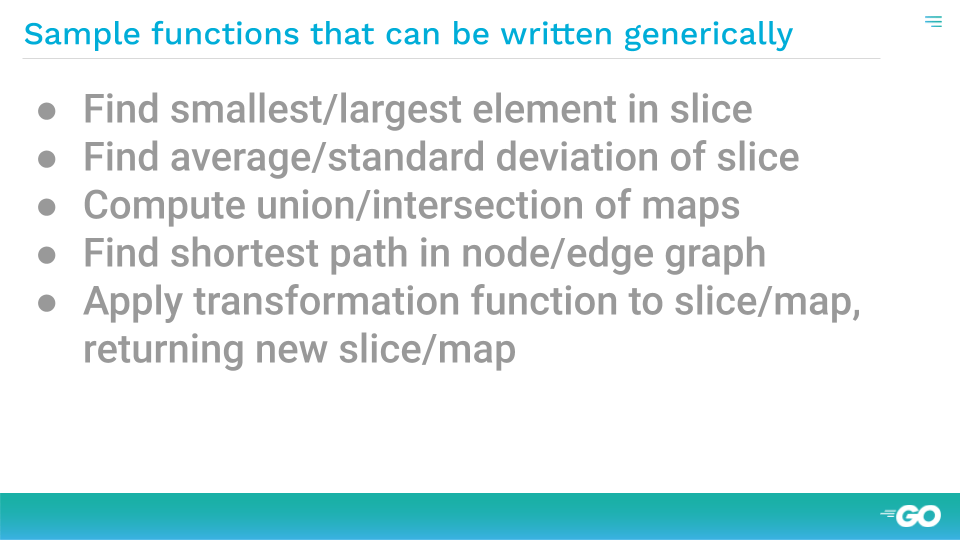 Sample functions that can be written generically
● Find smallest/largest element in slice
● Find average/standard deviation of slice
● Compute union/intersection of maps
● Find shortest path in node/edge graph
● Apply transformation function to slice/map,
returning new slice/map
GO